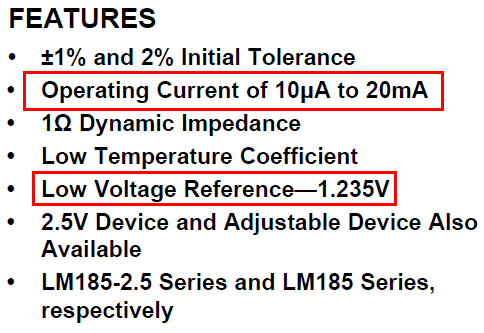 FEATURES
• ±1% and 2% Initial Tolerance
• Operating Current of 10μA to 20mA
• 1Ω Dynamic Impedance
• Low Temperature Coefficient
• Low Voltage Reference—1.235V
• 2.5V Device and Adjustable Device Also
Available
• LM185-2.5 Series and LM185 Series,
respectively